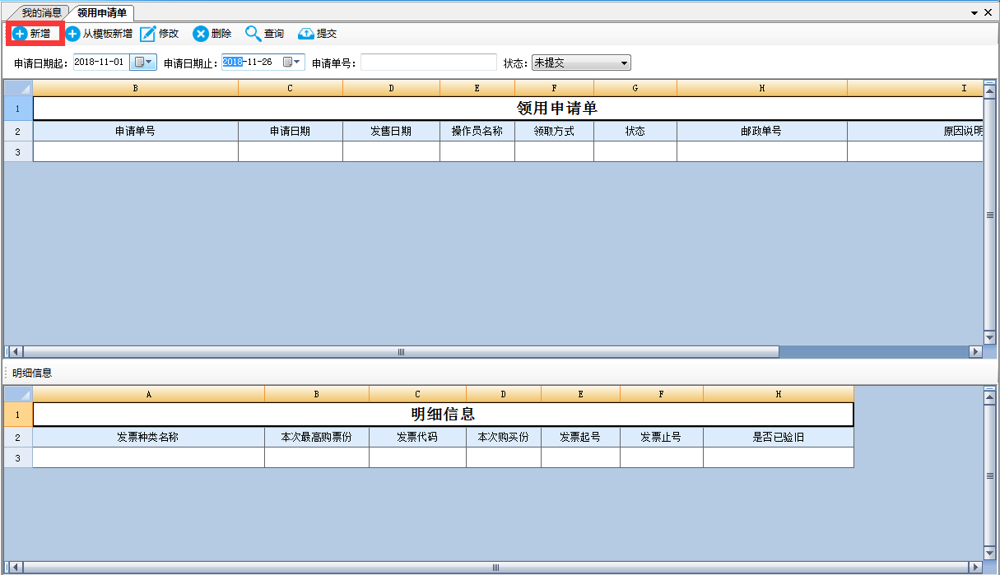 我的消息 领用申请单
新增 从模板新增 修改 删除 查询 提交
申请日期起: 2018-11-01 申请日期止: 2018-11-26 申请单号: 状态: 未提交
B C D E F G H I
1 领用申请单
2 申请单号 申请日期 发售日期 操作员名称 领取方式 状态 邮政单号 原因说明
3
明细信息
A B C D E F H
1 明细信息
2 发票种类名称 本次最高购票份 发票代码 本次购买份 发票起号 发票止号 是否已验旧
3